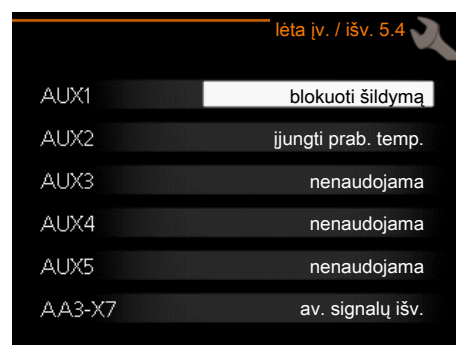 lėta įv. / išv. 5.4
AUX1 blokuoti šildymą
AUX2 įjungti prab. temp.
AUX3 nenaudojama
AUX4 nenaudojama
AUX5 nenaudojama
AA3-X7 av. signalų išv.